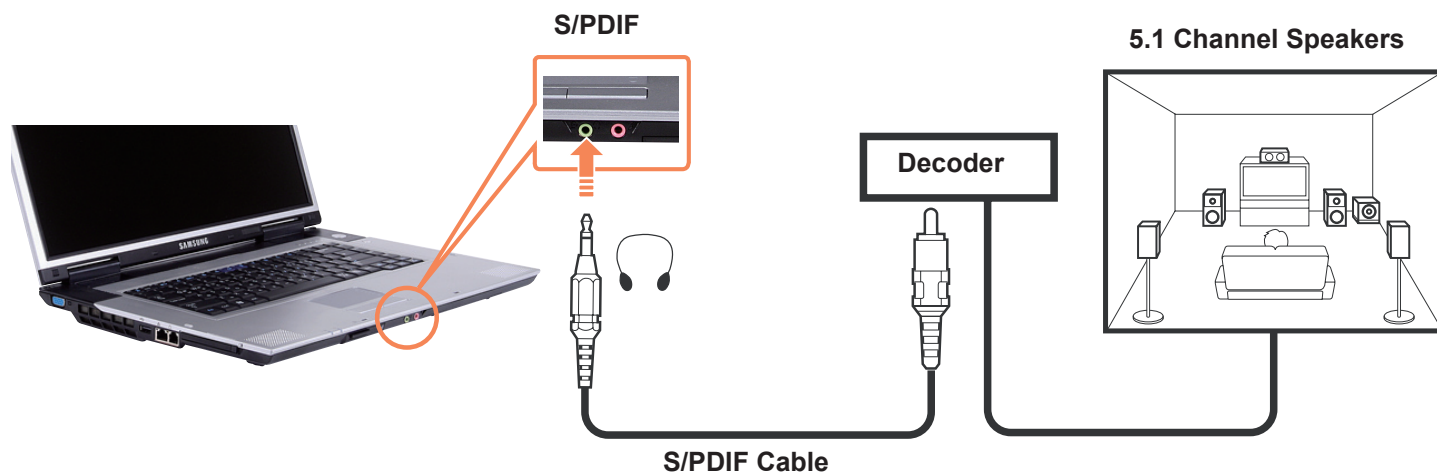 S/PDIF
5.1 Channel Speakers
Decoder
SAMSUNG
S/PDIF Cable